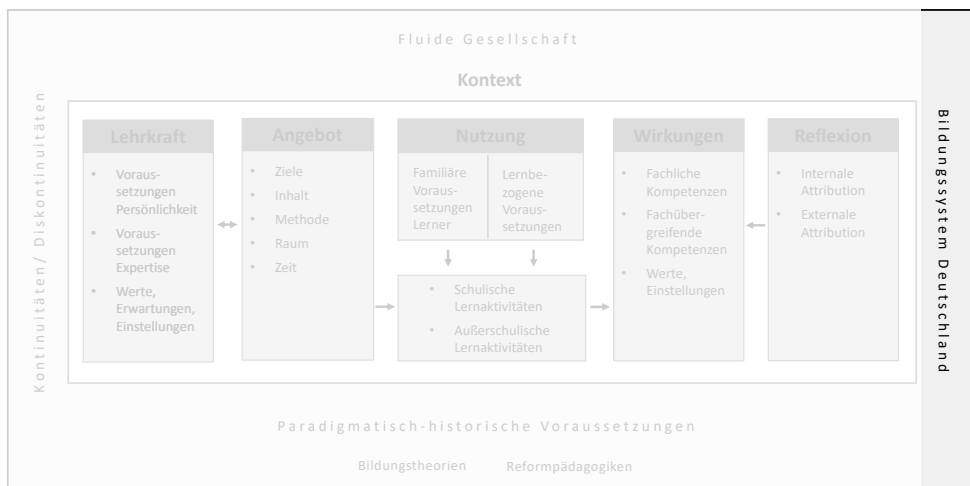 Fluide Gesellschaft
Kontext
Kontinuitäten/ Diskontinuitäten
Lehrkraft
• Voraus-
setzungen
Persönlichkeit
• Voraus-
setzungen
Expertise
• Werte,
Erwartungen,
Einstellungen
Angebot
• Ziele
• Inhalt
• Methode
• Raum
• Zeit
Nutzung
Familiäre
Voraus-
setzungen
Lerner
Lernbe-
zogene
Voraus-
setzungen
• Schulische
Lernaktivitäten
• Außerschulische
Lernaktivitäten
Wirkungen
• Fachliche
Kompetenzen
• Fachüber-
greifende
Kompetenzen
• Werte,
Einstellungen
Reflexion
• Internale
Attribution
• Externale
Attribution
Bildungssystem Deutschland
Paradigmatisch-historische Voraussetzungen
Bildungstheorien Reformpädagogiken